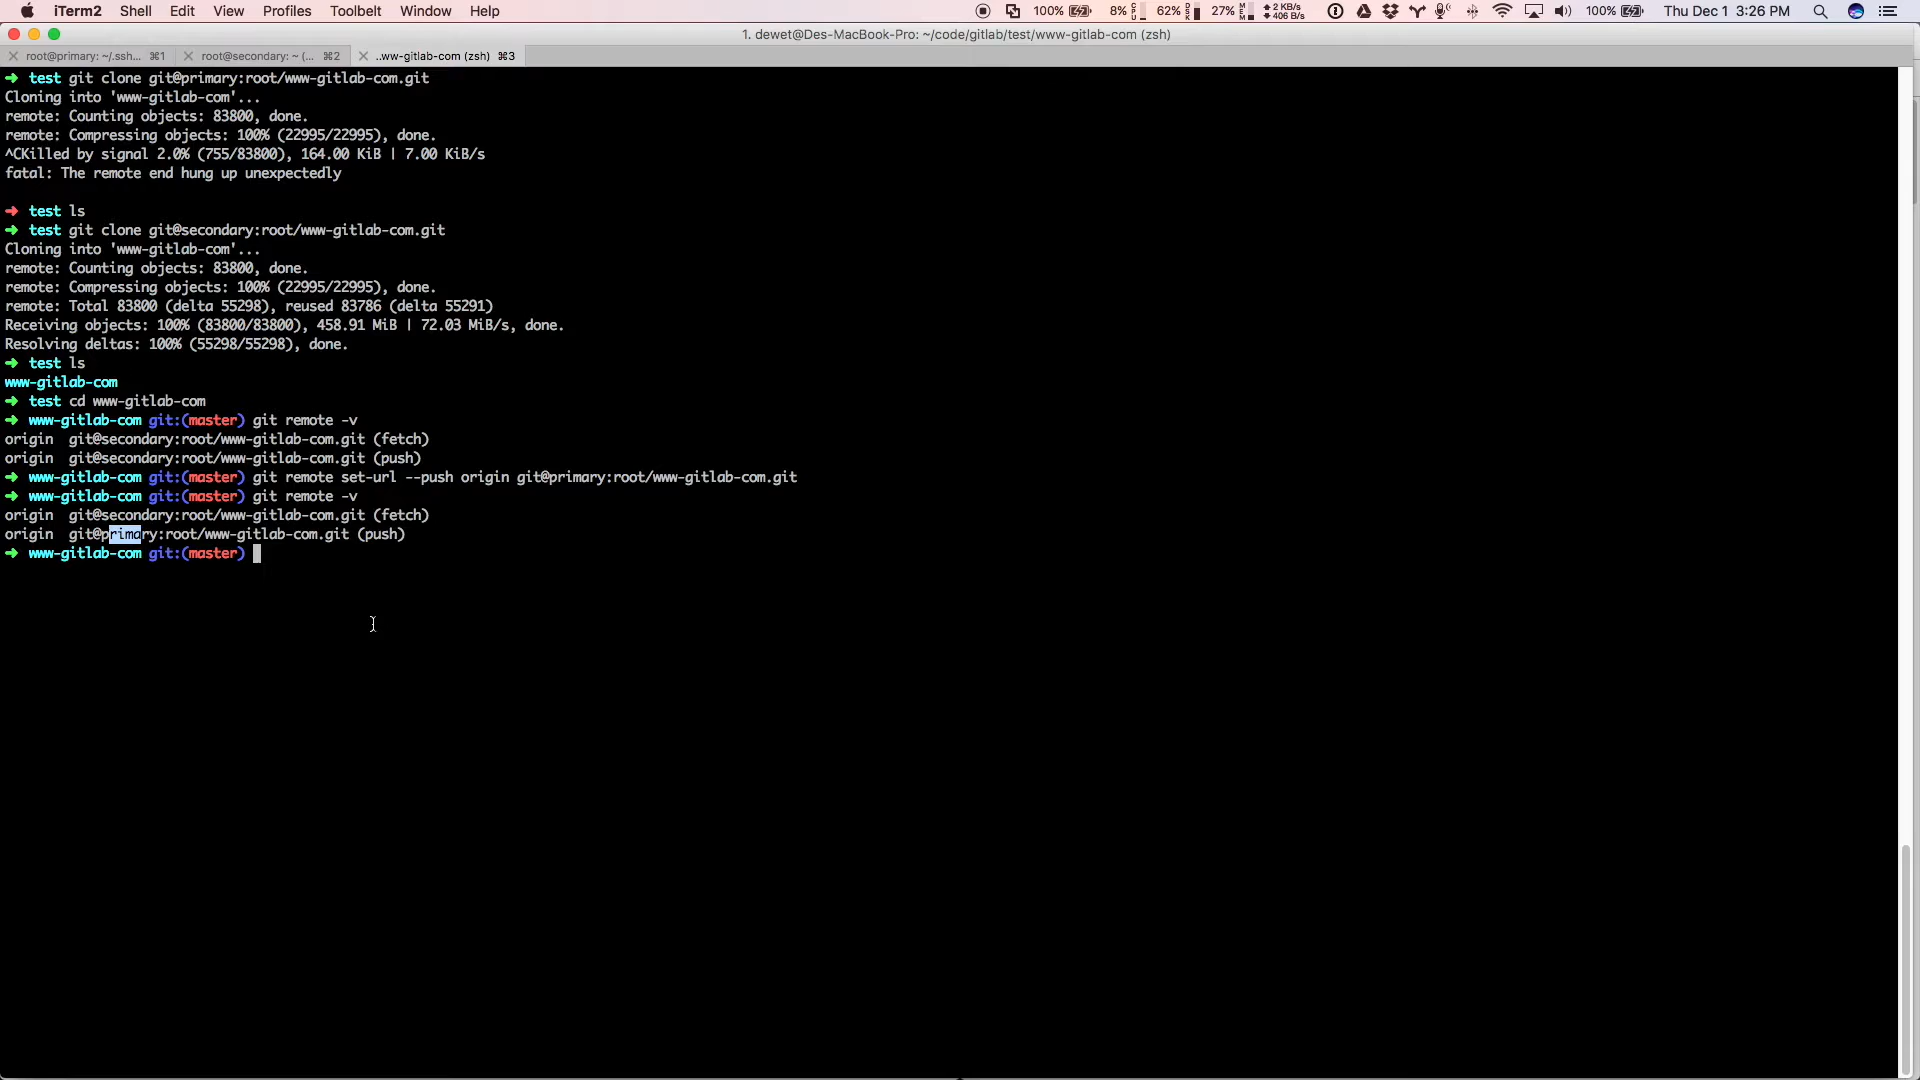 iTerm2 Shell Edit View Profiles Toolbelt Window Help 100% 8% 62% 27% 2 KB/s 406 B/s 100% Thu Dec 1 3:26 PM
1. dewet@Des-MacBook-Pro: ~/code/gitlab/test/www-gitlab-com (zsh)
root@primary: ~/.ssh... ⌘1 root@secondary: ~ (... ⌘2 ..ww-gitlab-com (zsh) ⌘3
➜ test git clone git@primary:root/www-gitlab-com.git
Cloning into 'www-gitlab-com'...
remote: Counting objects: 83800, done.
remote: Compressing objects: 100% (22995/22995), done.
^CKilled by signal 2.0% (755/83800), 164.00 KiB | 7.00 KiB/s
fatal: The remote end hung up unexpectedly
➜ test ls
➜ test git clone git@secondary:root/www-gitlab-com.git
Cloning into 'www-gitlab-com'...
remote: Counting objects: 83800, done.
remote: Compressing objects: 100% (22995/22995), done.
remote: Total 83800 (delta 55298), reused 83786 (delta 55291)
Receiving objects: 100% (83800/83800), 458.91 MiB | 72.03 MiB/s, done.
Resolving deltas: 100% (55298/55298), done.
➜ test ls
www-gitlab-com
➜ test cd www-gitlab-com
➜ www-gitlab-com git:(master) git remote -v
origin git@secondary:root/www-gitlab-com.git (fetch)
origin git@secondary:root/www-gitlab-com.git (push)
➜ www-gitlab-com git:(master) git remote set-url --push origin git@primary:root/www-gitlab-com.git
➜ www-gitlab-com git:(master) git remote -v
origin git@secondary:root/www-gitlab-com.git (fetch)
origin git@primary:root/www-gitlab-com.git (push)
➜ www-gitlab-com git:(master)